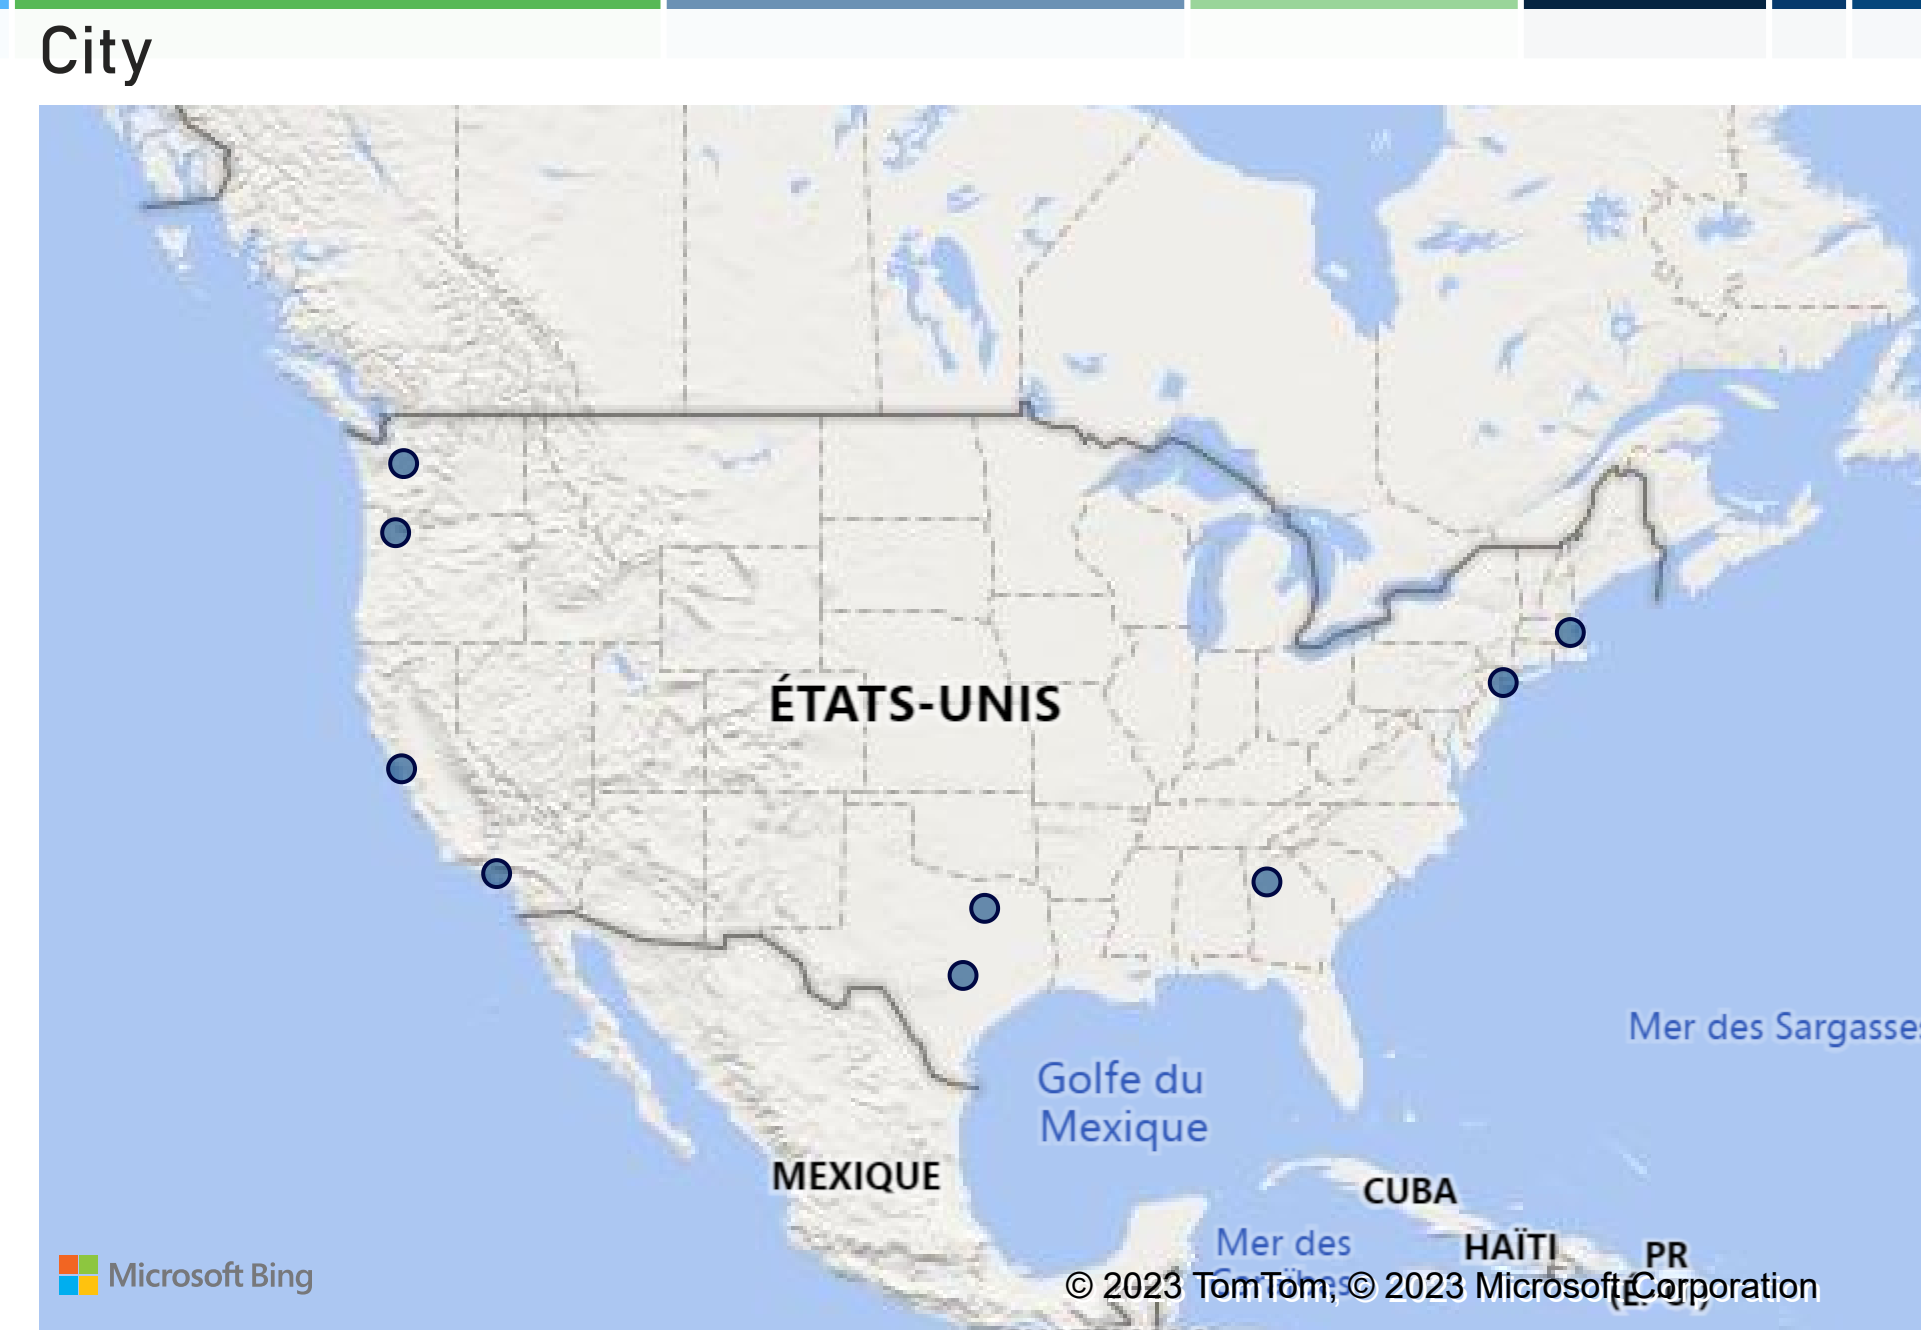 City
ÉTATS-UNIS
Mer des Sargasses
Golfe du
Mexique
MEXIQUE
CUBA
Mer des
Caraïbes
HAÏTI
PR
(É.-U.)
Microsoft Bing
© 2023 TomTom, © 2023 Microsoft Corporation